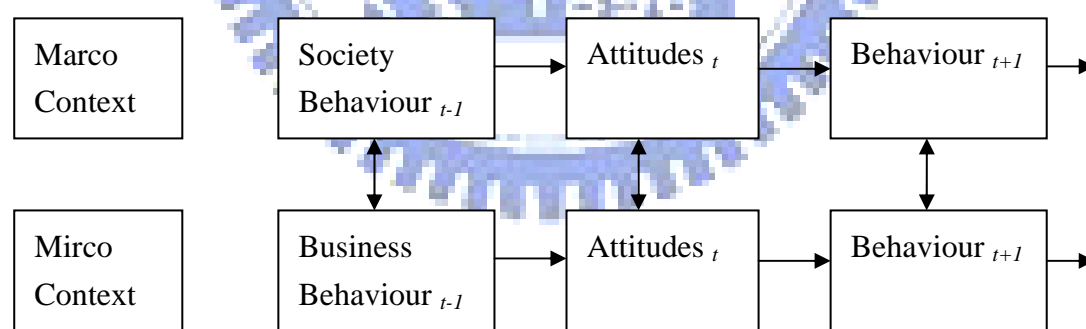 Marco
Context
Society
Behaviour t-1
Attitudes t
Behaviour t+1
Mirco
Context
Business
Behaviour t-1
Attitudes t
Behaviour t+1